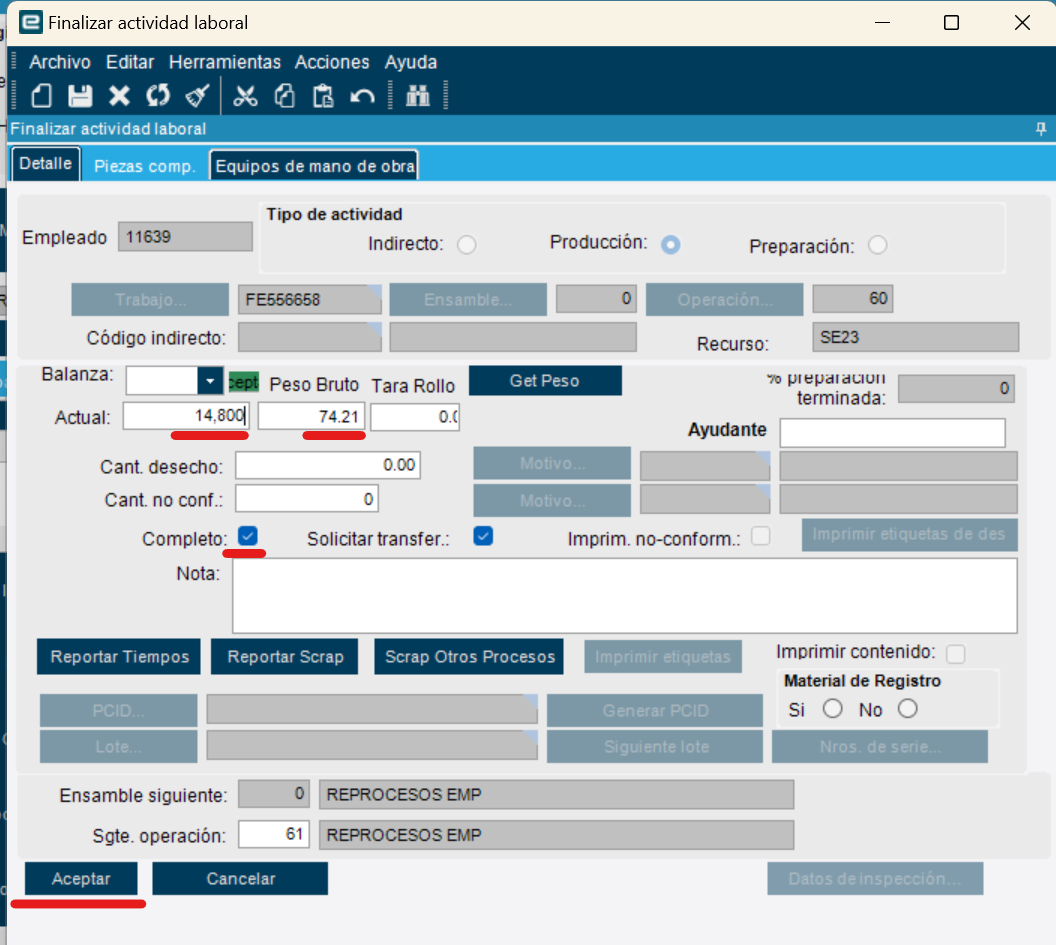 Finalizar actividad laboral
Archivo Editar Herramientas Acciones Ayuda
Finalizar actividad laboral
Detalle Piezas comp. Equipos de mano de obra
Tipo de actividad
Empleado 11639 Indirecto: Producción: Preparación:
Trabajo... FE556658 Ensamble... 0 Operación... 60
Código indirecto: Recurso: SE23
Balanza: Peso Bruto Tara Rollo Get Peso % preparación
terminada: 0
Actual: 14,800 74.21
Ayudante
Cant. desecho: 0.00 Motivo...
Cant. no conf.: 0 Motivo...
Completo: Solicitar transfer.: Imprim. no-conform.: Imprimir etiquetas de des
Nota:
Reportar Tiempos Reportar Scrap Scrap Otros Procesos Imprimir etiquetas Imprimir contenido:
Material de Registro
PCID... Generar PCID Si No
Lote... Siguiente lote Nros. de serie...
Ensamble siguiente: 0 REPROCESOS EMP
Sgte. operación: 61 REPROCESOS EMP
Aceptar Cancelar Datos de inspección...